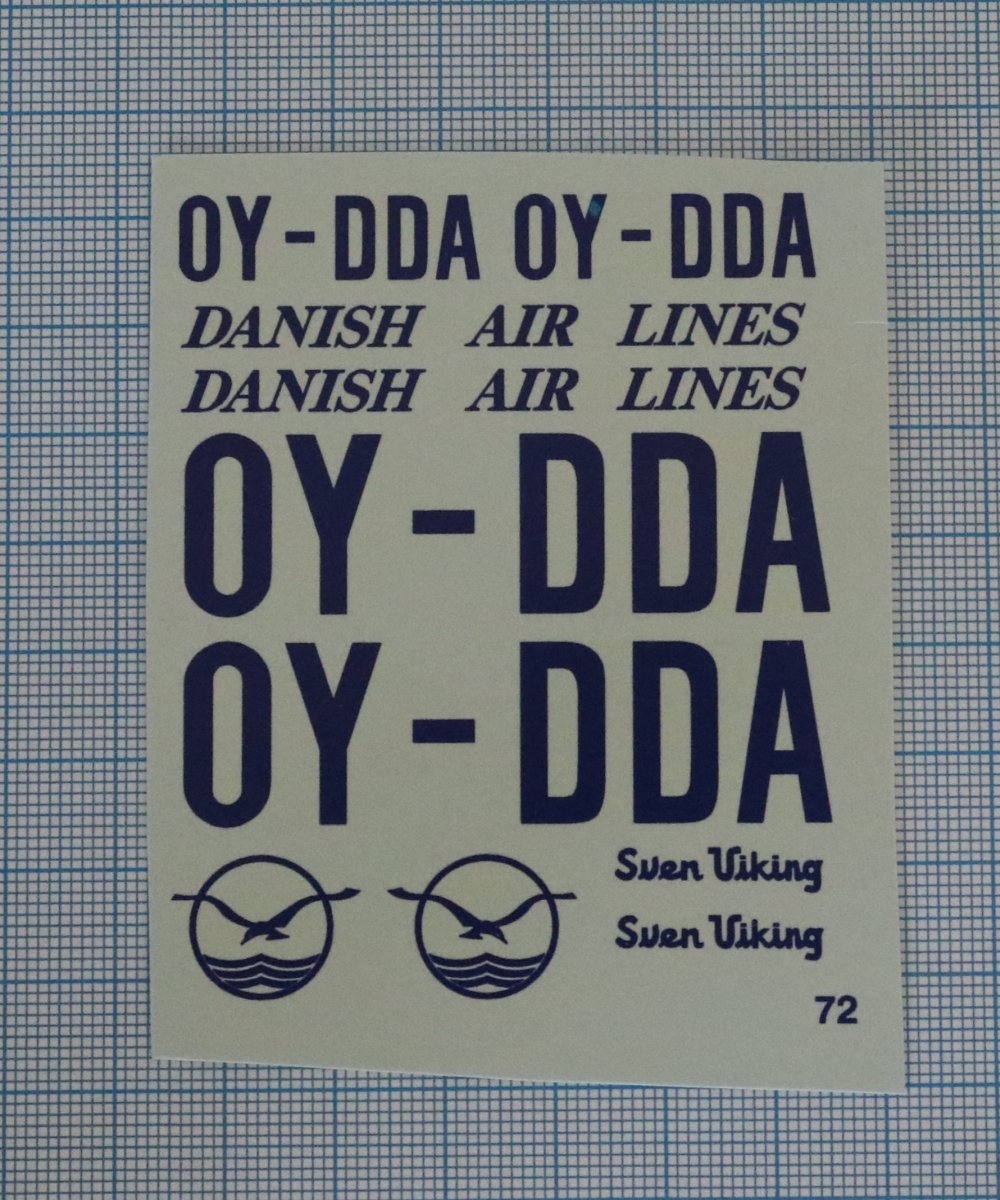 OY-DDA OY-DDA
DANISH AIR LINES
DANISH AIR LINES
OY-DDA
OY-DDA
Sven Viking
Sven Viking
72